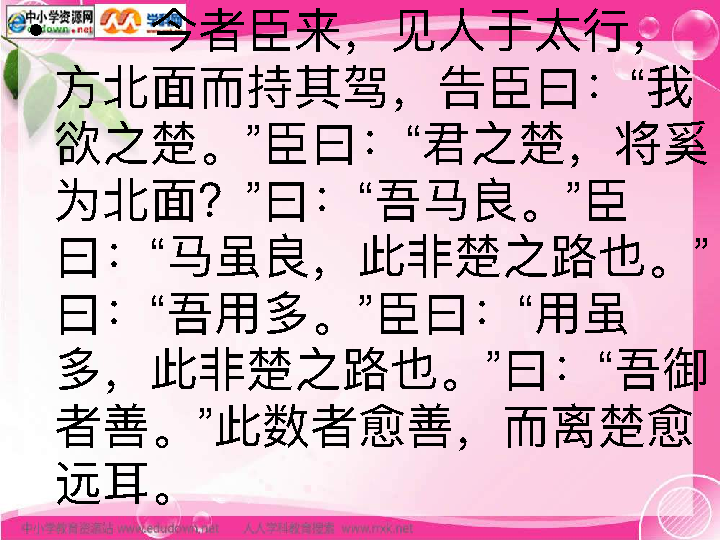 中小学资源网
edudown.net
学科网
今者臣来，见人于太行，
方北面而持其驾，告臣曰：“我
欲之楚。”臣曰：“君之楚，将奚
为北面？”曰：“吾马良。”臣
曰：“马虽良，此非楚之路也。”
曰：“吾用多。”臣曰：“用虽
多，此非楚之路也。”曰：“吾御
者善。”此数者愈善，而离楚愈
远耳。
中小学教育资源站 www.edudown.net 人人学科教育搜索 www.rrxk.net